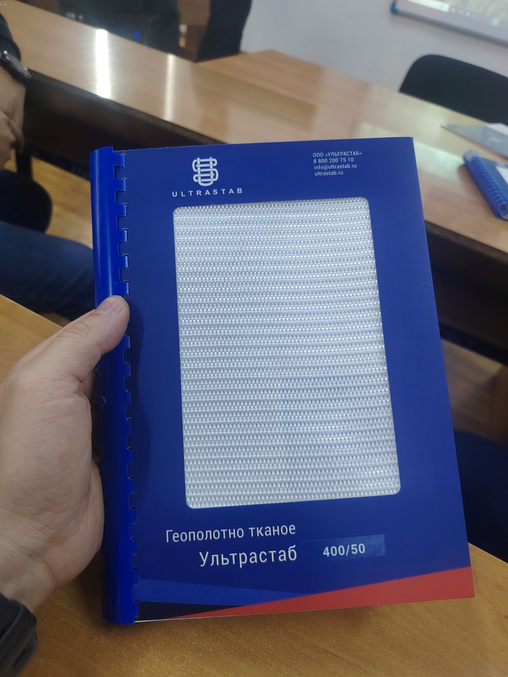 ULTRASTAB
ООО «УЛЬТРАСТАБ»
8 800 200 75 10
info@ultrastab.ru
ultrastab.ru
Геополотно тканое
Ультрастаб 400/50